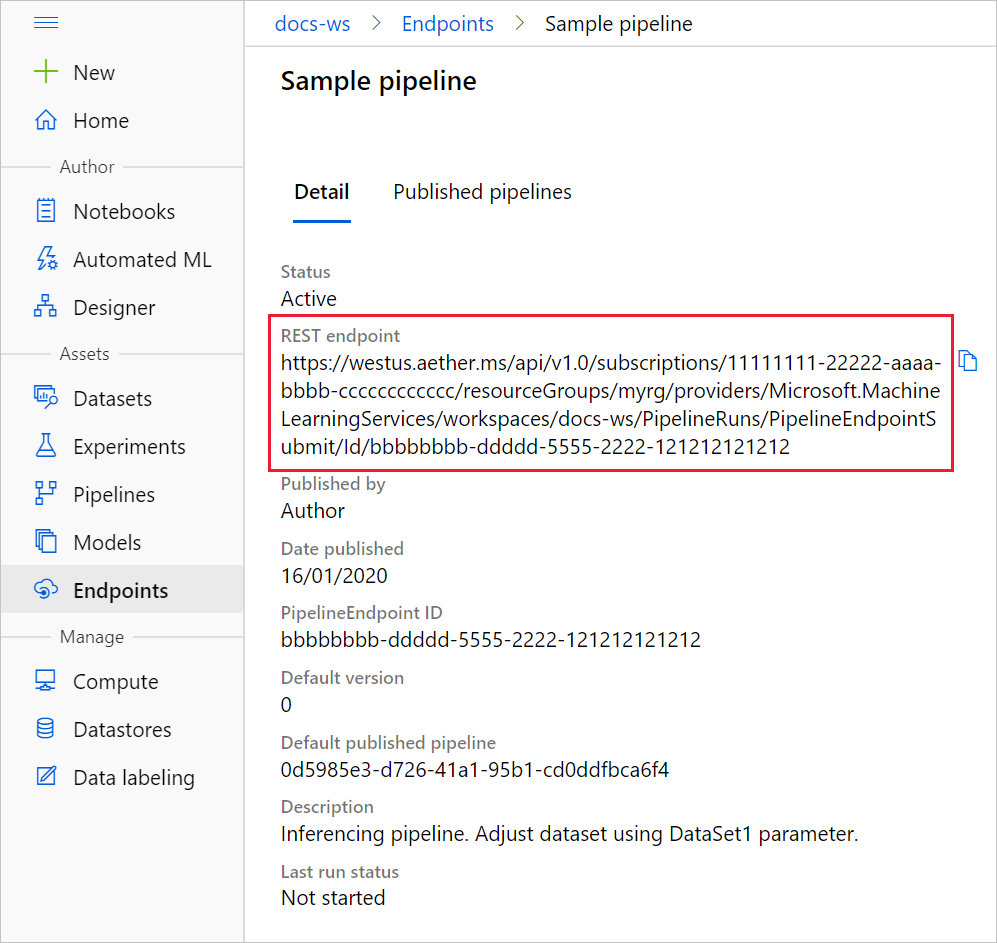 docs-ws > Endpoints > Sample pipeline
New
Home
Author
Notebooks
Automated ML
Designer
Assets
Datasets
Experiments
Pipelines
Models
Endpoints
Manage
Compute
Datastores
Data labeling
Sample pipeline
Detail Published pipelines
Status
Active
REST endpoint
https://westus.aether.ms/api/v1.0/subscriptions/11111111-22222-aaaa-
bbbb-cccccccccccc/resourceGroups/myrg/providers/Microsoft.Machine
LearningServices/workspaces/docs-ws/PipelineRuns/PipelineEndpointS
ubmit/Id/bbbbbbbb-ddddd-5555-2222-121212121212
Published by
Author
Date published
16/01/2020
PipelineEndpoint ID
bbbbbbbb-ddddd-5555-2222-121212121212
Default version
0
Default published pipeline
0d5985e3-d726-41a1-95b1-cd0ddfbca6f4
Description
Inferencing pipeline. Adjust dataset using DataSet1 parameter.
Last run status
Not started